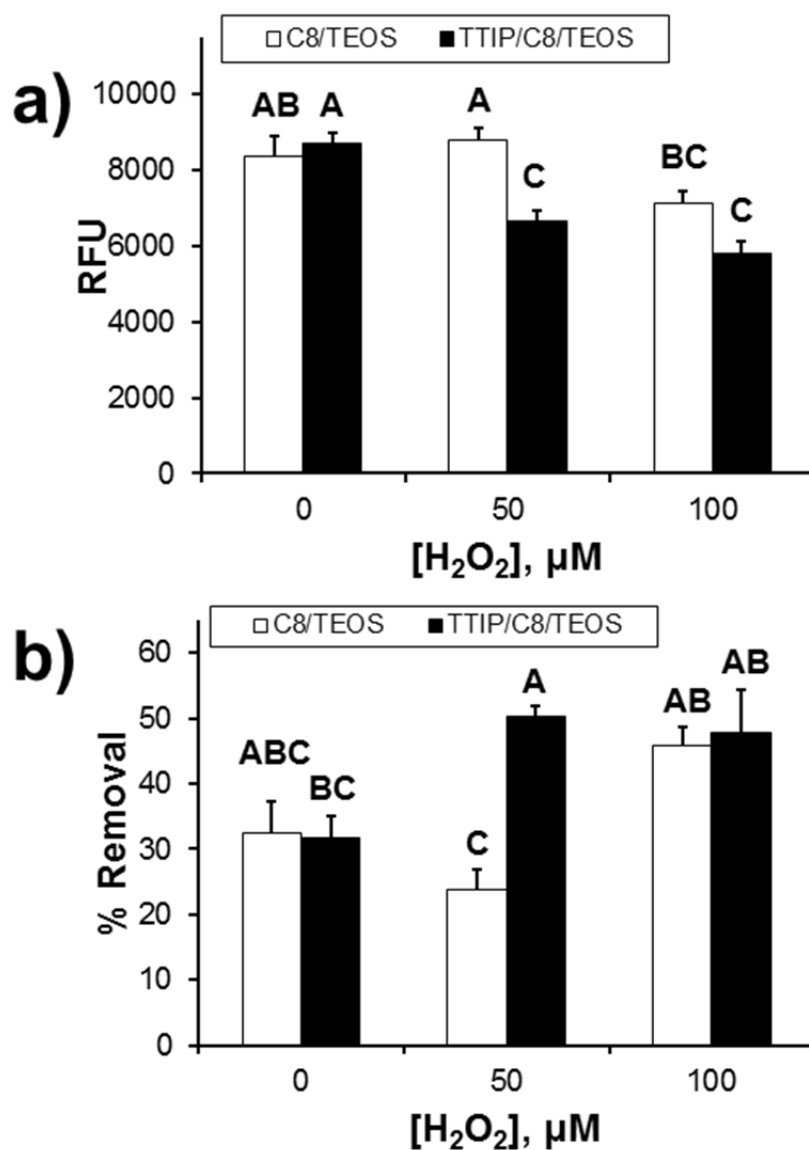 a)
C8/TEOS TTIP/C8/TEOS
RFU
10000
8000
6000
4000
2000
0
AB A A C BC C
0 50 100
[H₂O₂], µM
b)
C8/TEOS TTIP/C8/TEOS
% Removal
60
50
40
30
20
10
0
ABC BC C A AB AB
0 50 100
[H₂O₂], µM